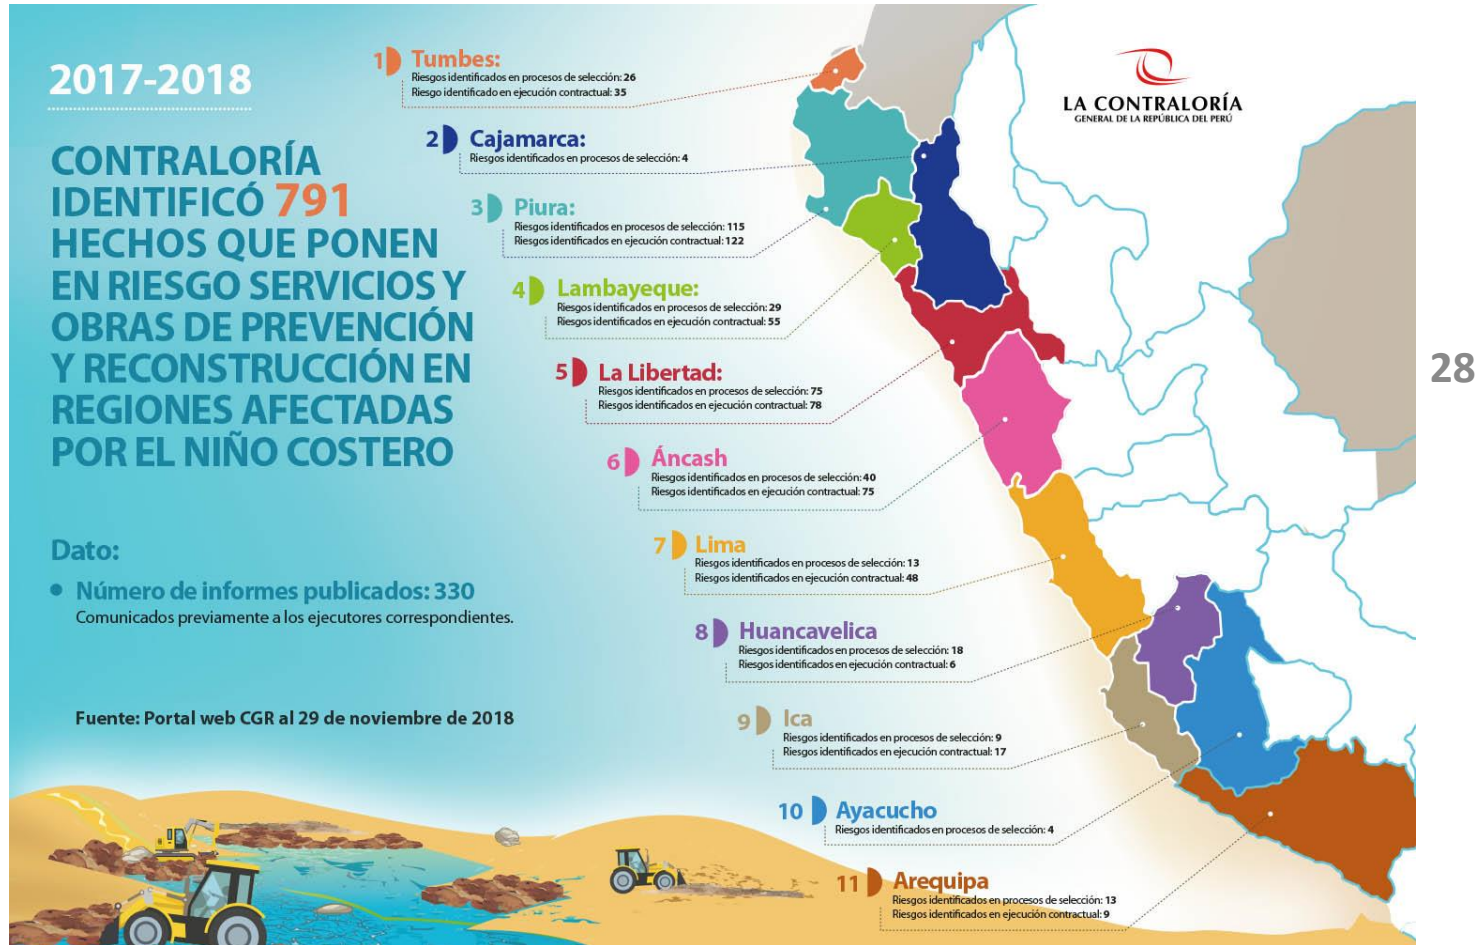 2017-2018
CONTRALORÍA
IDENTIFICÓ 791
HECHOS QUE PONEN
EN RIESGO SERVICIOS Y
OBRAS DE PREVENCIÓN
Y RECONSTRUCCIÓN EN
REGIONES AFECTADAS
POR EL NIÑO COSTERO
Dato:
Número de informes publicados: 330
Comunicados previamente a los ejecutores correspondientes.
Fuente: Portal web CGR al 29 de noviembre de 2018
1 Tumbes:
Riesgos identificados en procesos de selección: 26
Riesgo identificado en ejecución contractual: 35
2 Cajamarca:
Riesgos identificados en procesos de selección: 4
3 Piura:
Riesgos identificados en procesos de selección: 115
Riesgos identificados en ejecución contractual: 122
4 Lambayeque:
Riesgos identificados en procesos de selección: 29
Riesgos identificados en ejecución contractual: 55
5 La Libertad:
Riesgos identificados en procesos de selección: 75
Riesgos identificados en ejecución contractual: 78
6 Áncash
Riesgos identificados en procesos de selección: 40
Riesgos identificados en ejecución contractual: 75
7 Lima
Riesgos identificados en procesos de selección: 13
Riesgos identificados en ejecución contractual: 48
8 Huancavelica
Riesgos identificados en procesos de selección: 18
Riesgos identificados en ejecución contractual: 6
9 Ica
Riesgos identificados en procesos de selección: 9
Riesgos identificados en ejecución contractual: 17
10 Ayacucho
Riesgos identificados en procesos de selección: 4
11 Arequipa
Riesgos identificados en procesos de selección: 13
Riesgos identificados en ejecución contractual: 9
LA CONTRALORÍA
GENERAL DE LA REPÚBLICA DEL PERÚ
28